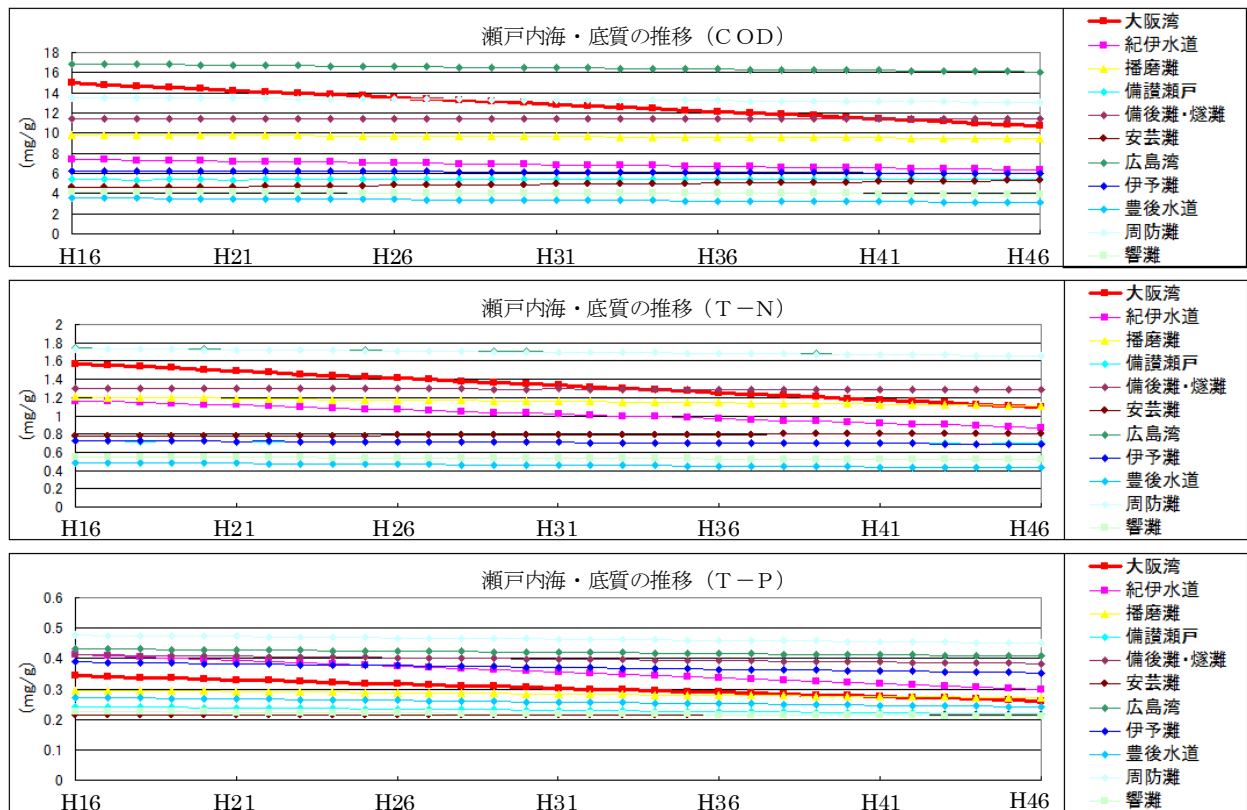 瀬戸内海・底質の推移（ＣＯＤ）
(mg/g)
18
16
14
12
10
8
6
4
2
0
H16 H21 H26 H31 H36 H41 H46
大阪湾
紀伊水道
播磨灘
備讃瀬戸
備後灘・燧灘
安芸灘
広島湾
伊予灘
豊後水道
周防灘
響灘
瀬戸内海・底質の推移（Ｔ－Ｎ）
(mg/g)
2
1.8
1.6
1.4
1.2
1
0.8
0.6
0.4
0.2
0
H16 H21 H26 H31 H36 H41 H46
大阪湾
紀伊水道
播磨灘
備讃瀬戸
備後灘・燧灘
安芸灘
広島湾
伊予灘
豊後水道
周防灘
響灘
瀬戸内海・底質の推移（Ｔ－Ｐ）
(mg/g)
0.6
0.5
0.4
0.3
0.2
0.1
0
H16 H21 H26 H31 H36 H41 H46
大阪湾
紀伊水道
播磨灘
備讃瀬戸
備後灘・燧灘
安芸灘
広島湾
伊予灘
豊後水道
周防灘
響灘